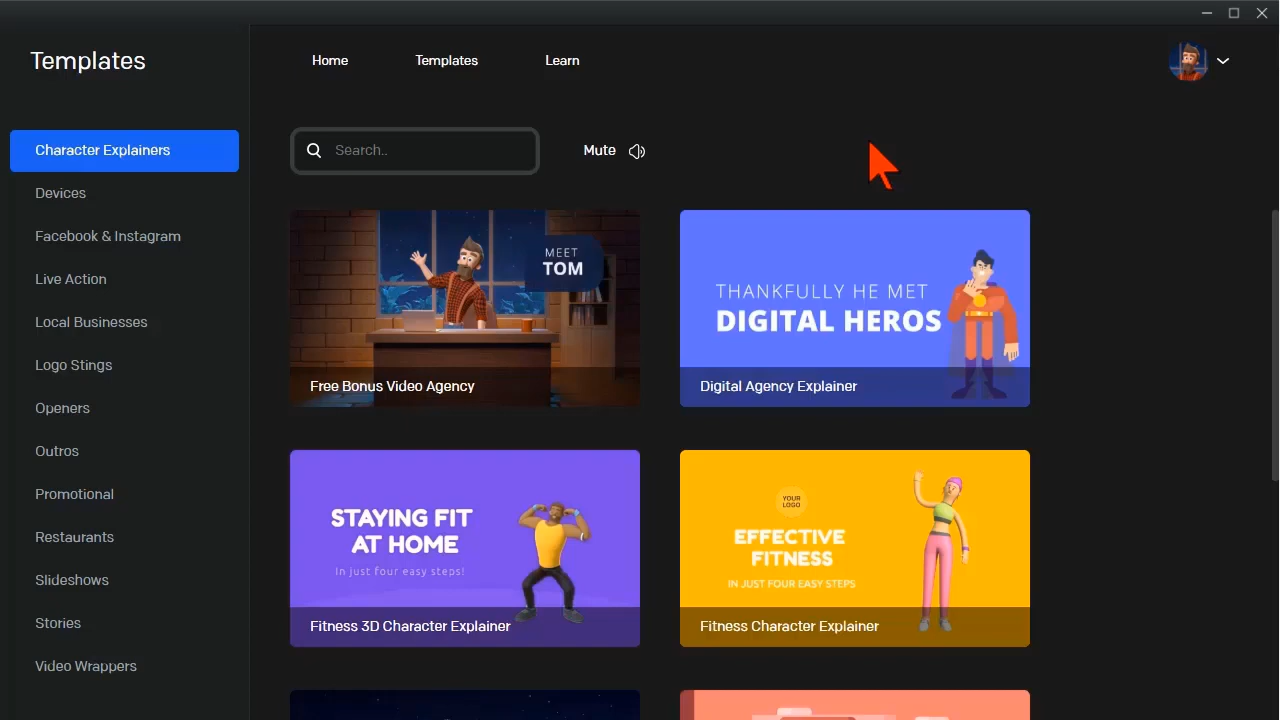 Templates
Home
Templates
Learn
Character Explainers
Devices
Facebook & Instagram
Live Action
Local Businesses
Logo Stings
Openers
Outros
Promotional
Restaurants
Slideshows
Stories
Video Wrappers
Search..
Mute
MEET
TOM
Free Bonus Video Agency
THANKFULLY HE MET
DIGITAL HEROS
Digital Agency Explainer
STAYING FIT
AT HOME
In just four easy steps!
Fitness 3D Character Explainer
YOUR
LOGO
EFFECTIVE
FITNESS
IN JUST FOUR EASY STEPS
Fitness Character Explainer